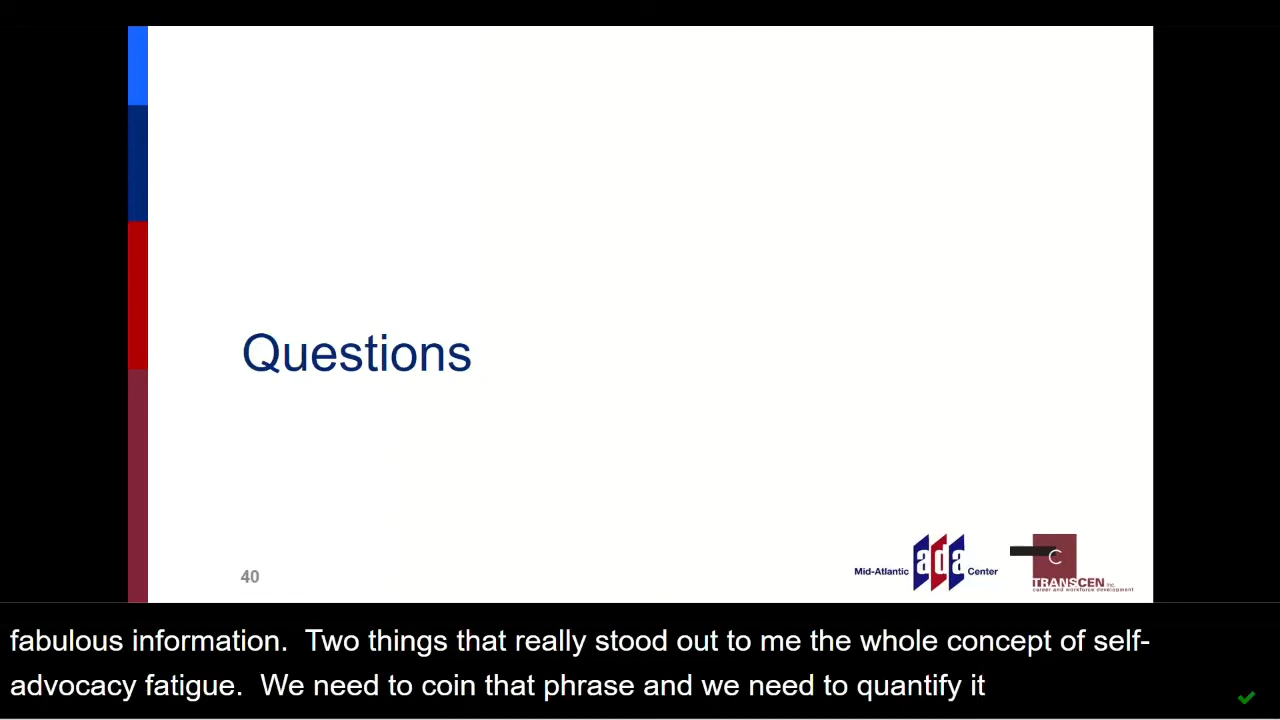 Questions
40
Mid-Atlantic ada Center
C
TRANSCEN Inc.
career and workforce development
fabulous information.  Two things that really stood out to me the whole concept of self-
advocacy fatigue.  We need to coin that phrase and we need to quantify it